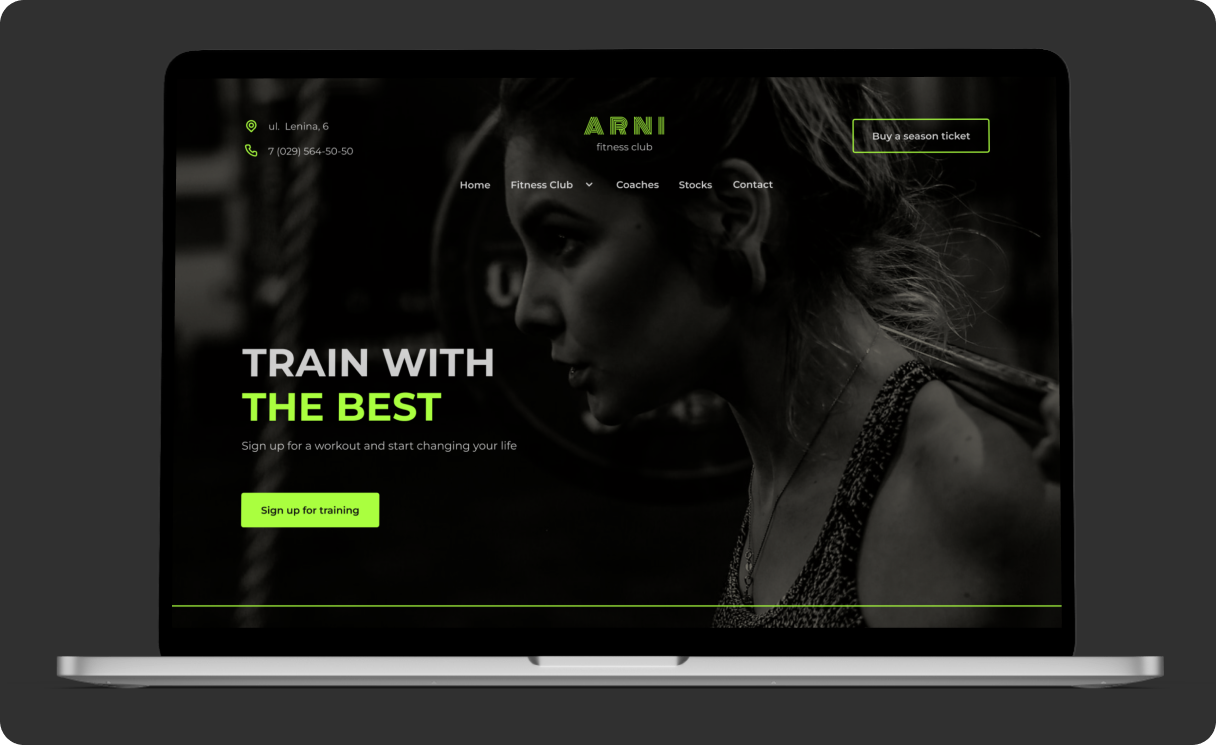 ul. Lenina, 6
7 (029) 564-50-50
ARNI
fitness club
Buy a season ticket
Home Fitness Club Coaches Stocks Contact
TRAIN WITH
THE BEST
Sign up for a workout and start changing your life
Sign up for training